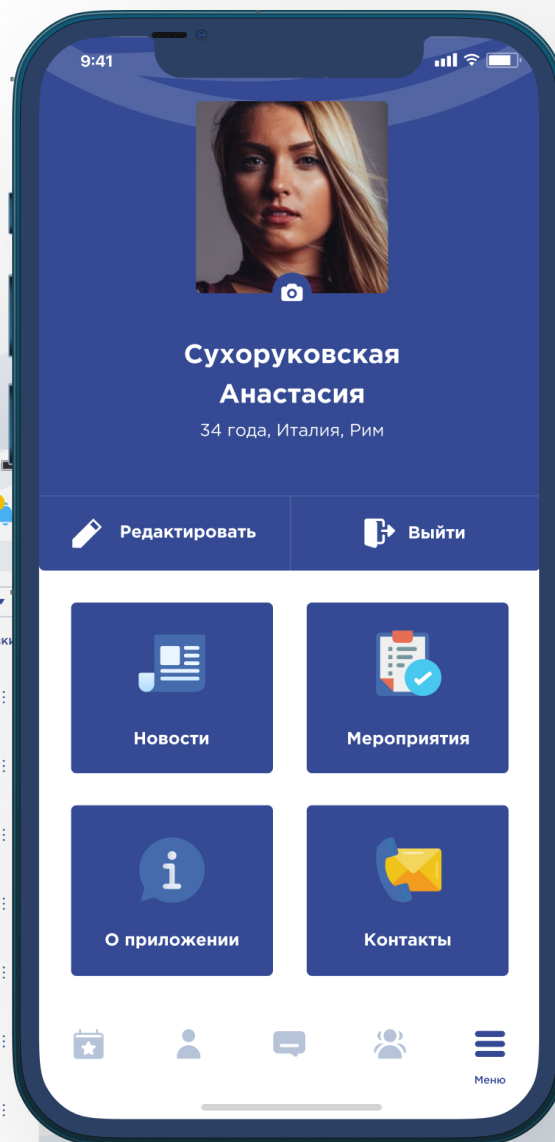 9:41
Сухоруковская
Анастасия
34 года, Италия, Рим
Редактировать
Выйти
Новости
Мероприятия
О приложении
Контакты
Меню